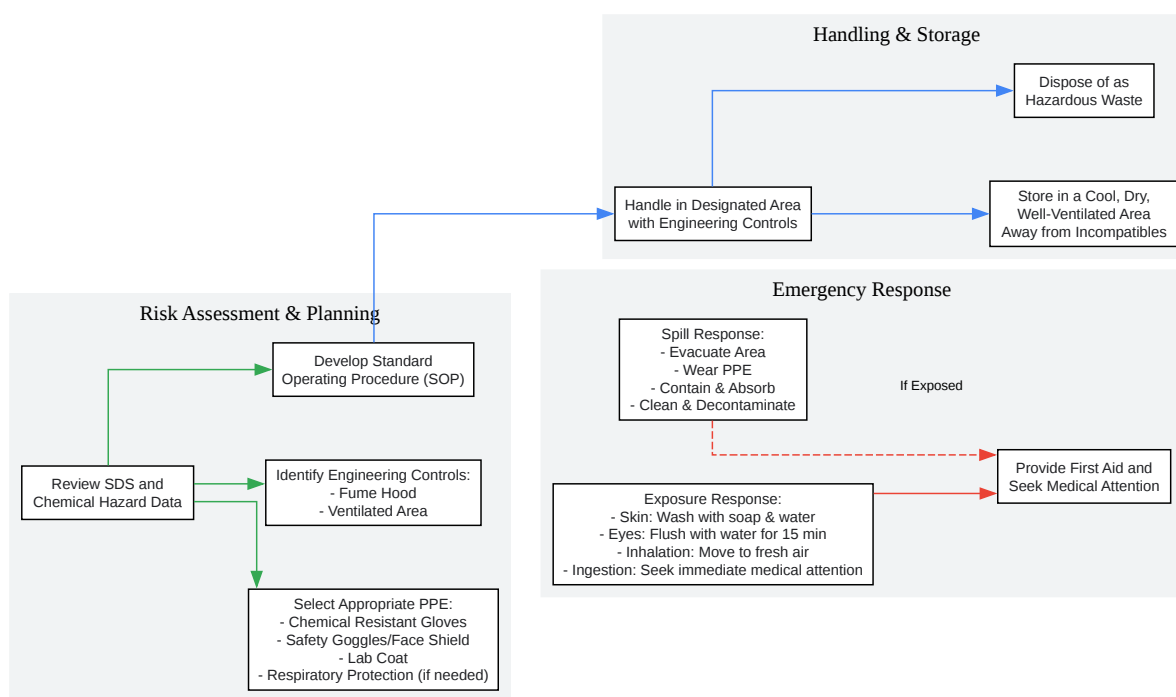 Handling & Storage
Dispose of as
Hazardous Waste
Handle in Designated Area
with Engineering Controls
Store in a Cool, Dry,
Well-Ventilated Area
Away from Incompatibles
Risk Assessment & Planning
Develop Standard
Operating Procedure (SOP)
Review SDS and
Chemical Hazard Data
Identify Engineering Controls:
- Fume Hood
- Ventilated Area
Select Appropriate PPE:
- Chemical Resistant Gloves
- Safety Goggles/Face Shield
- Lab Coat
- Respiratory Protection (if needed)
Emergency Response
Spill Response:
- Evacuate Area
- Wear PPE
- Contain & Absorb
- Clean & Decontaminate
If Exposed
Provide First Aid and
Seek Medical Attention
Exposure Response:
- Skin: Wash with soap & water
- Eyes: Flush with water for 15 min
- Inhalation: Move to fresh air
- Ingestion: Seek immediate medical attention